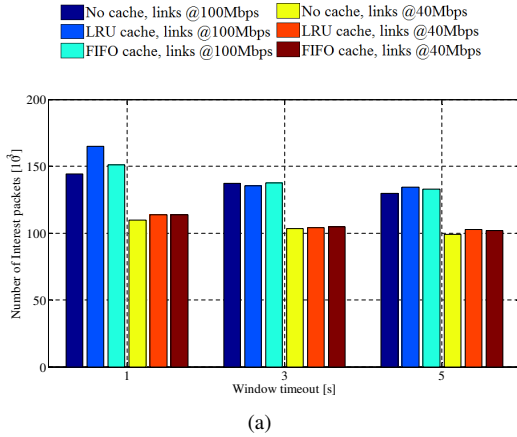 No cache, links @100Mbps No cache, links @40Mbps
LRU cache, links @100Mbps LRU cache, links @40Mbps
FIFO cache, links @100Mbps FIFO cache, links @40Mbps
Number of Interest packets [10^3]
200
150
100
50
0
1 3 5
Window timeout [s]
(a)